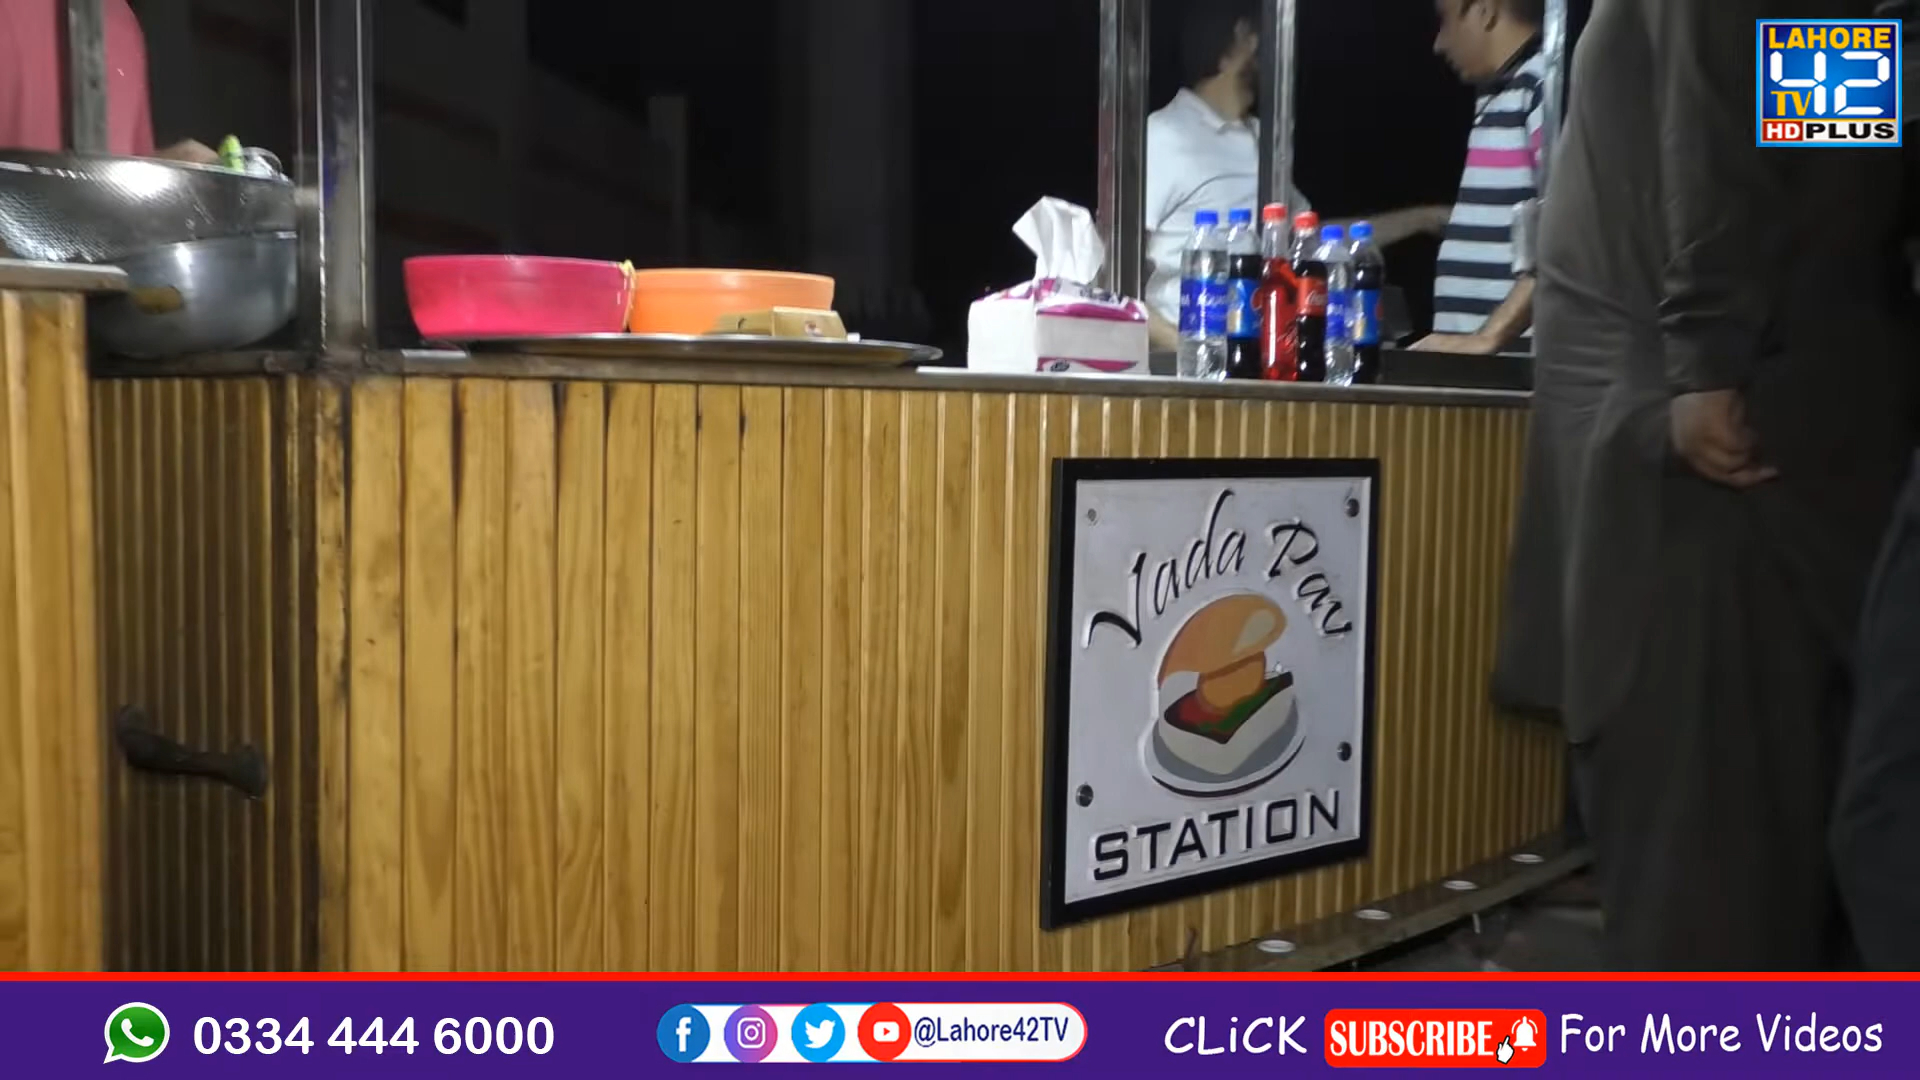 LAHORE
42
TV
HD PLUS
Vada Pav
STATION
0334 444 6000
@Lahore42TV
CLiCK SUBSCRIBE For More Videos